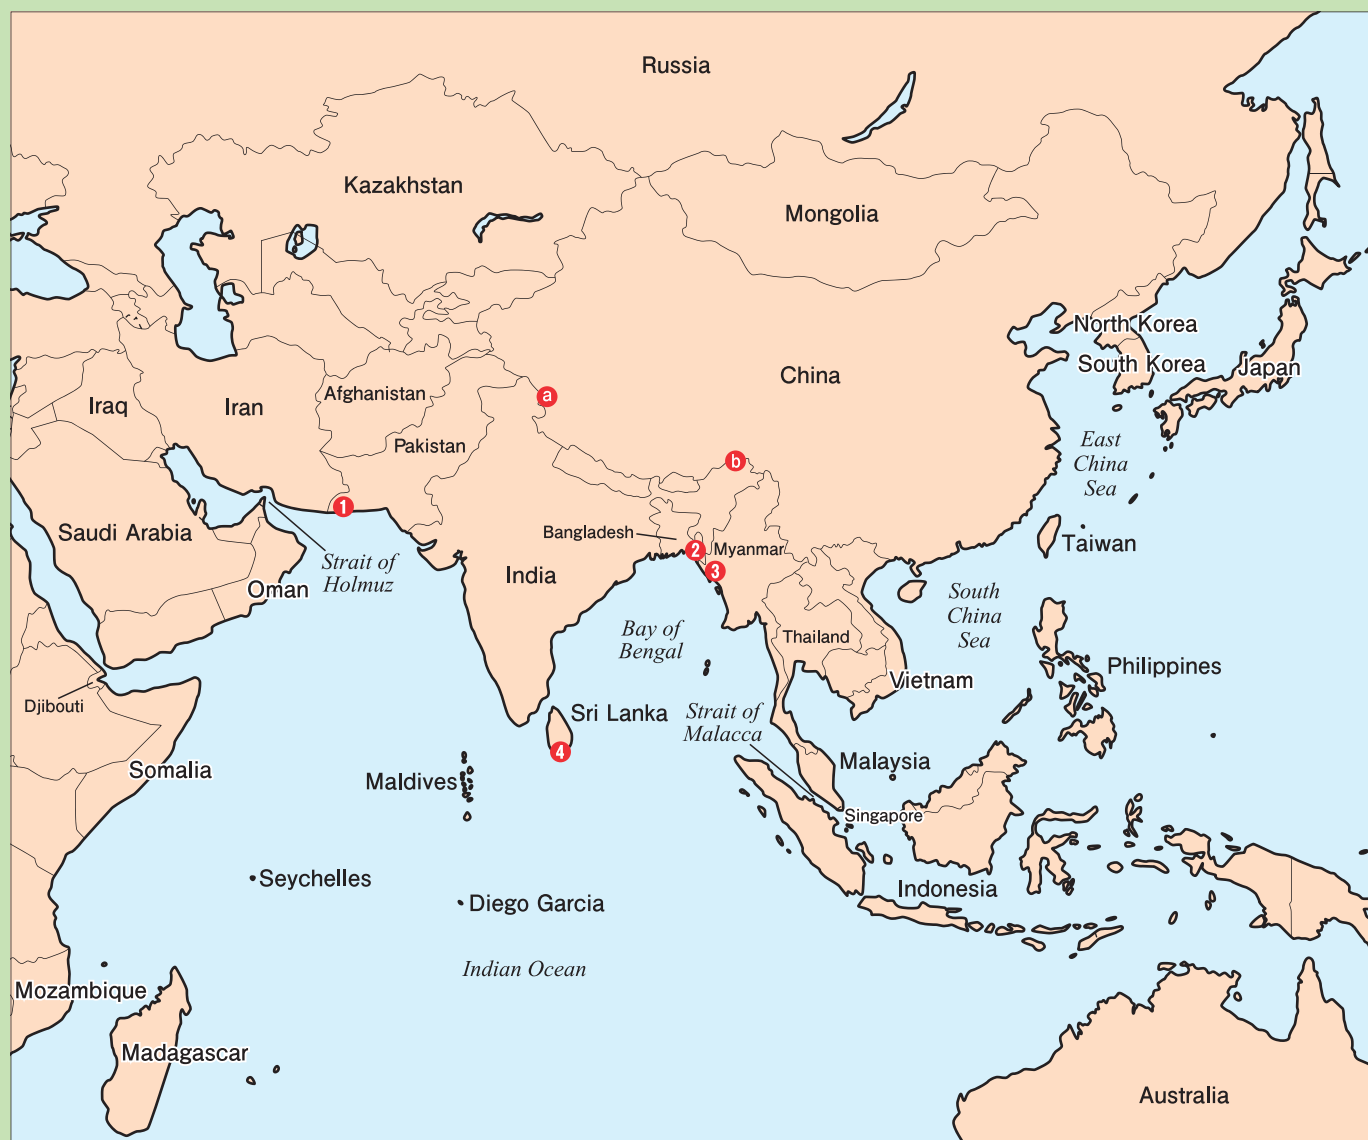 Russia
Kazakhstan
Mongolia
North Korea
South Korea
Japan
China
a
Afghanistan
Iraq
Iran
Pakistan
East
China
Sea
b
1
Saudi Arabia
Strait of
Holmuz
Oman
Bangladesh
2
Myanmar
3
India
Taiwan
South
China
Sea
Bay of
Bengal
Thailand
Philippines
Vietnam
Djibouti
Sri Lanka
4
Strait of
Malacca
Somalia
Maldives
Malaysia
Singapore
Seychelles
Diego Garcia
Indonesia
Indian Ocean
Mozambique
Madagascar
Australia